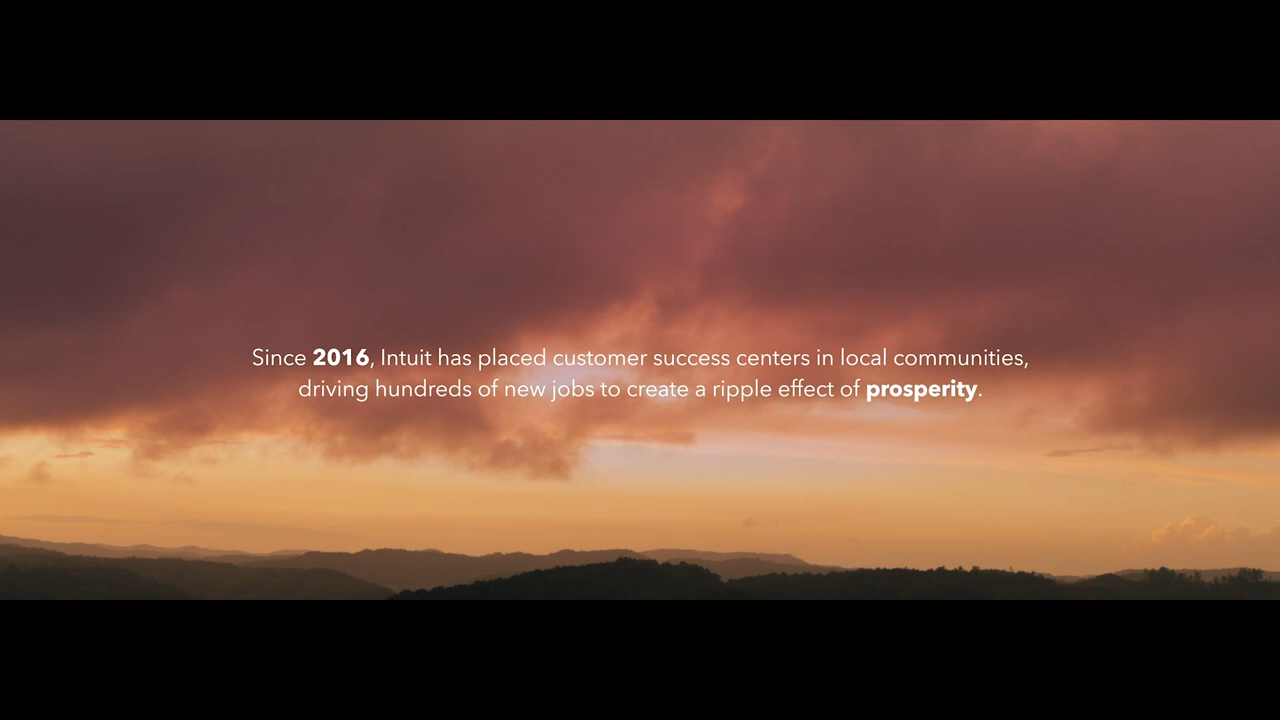 Since 2016, Intuit has placed customer success centers in local communities,
driving hundreds of new jobs to create a ripple effect of prosperity.